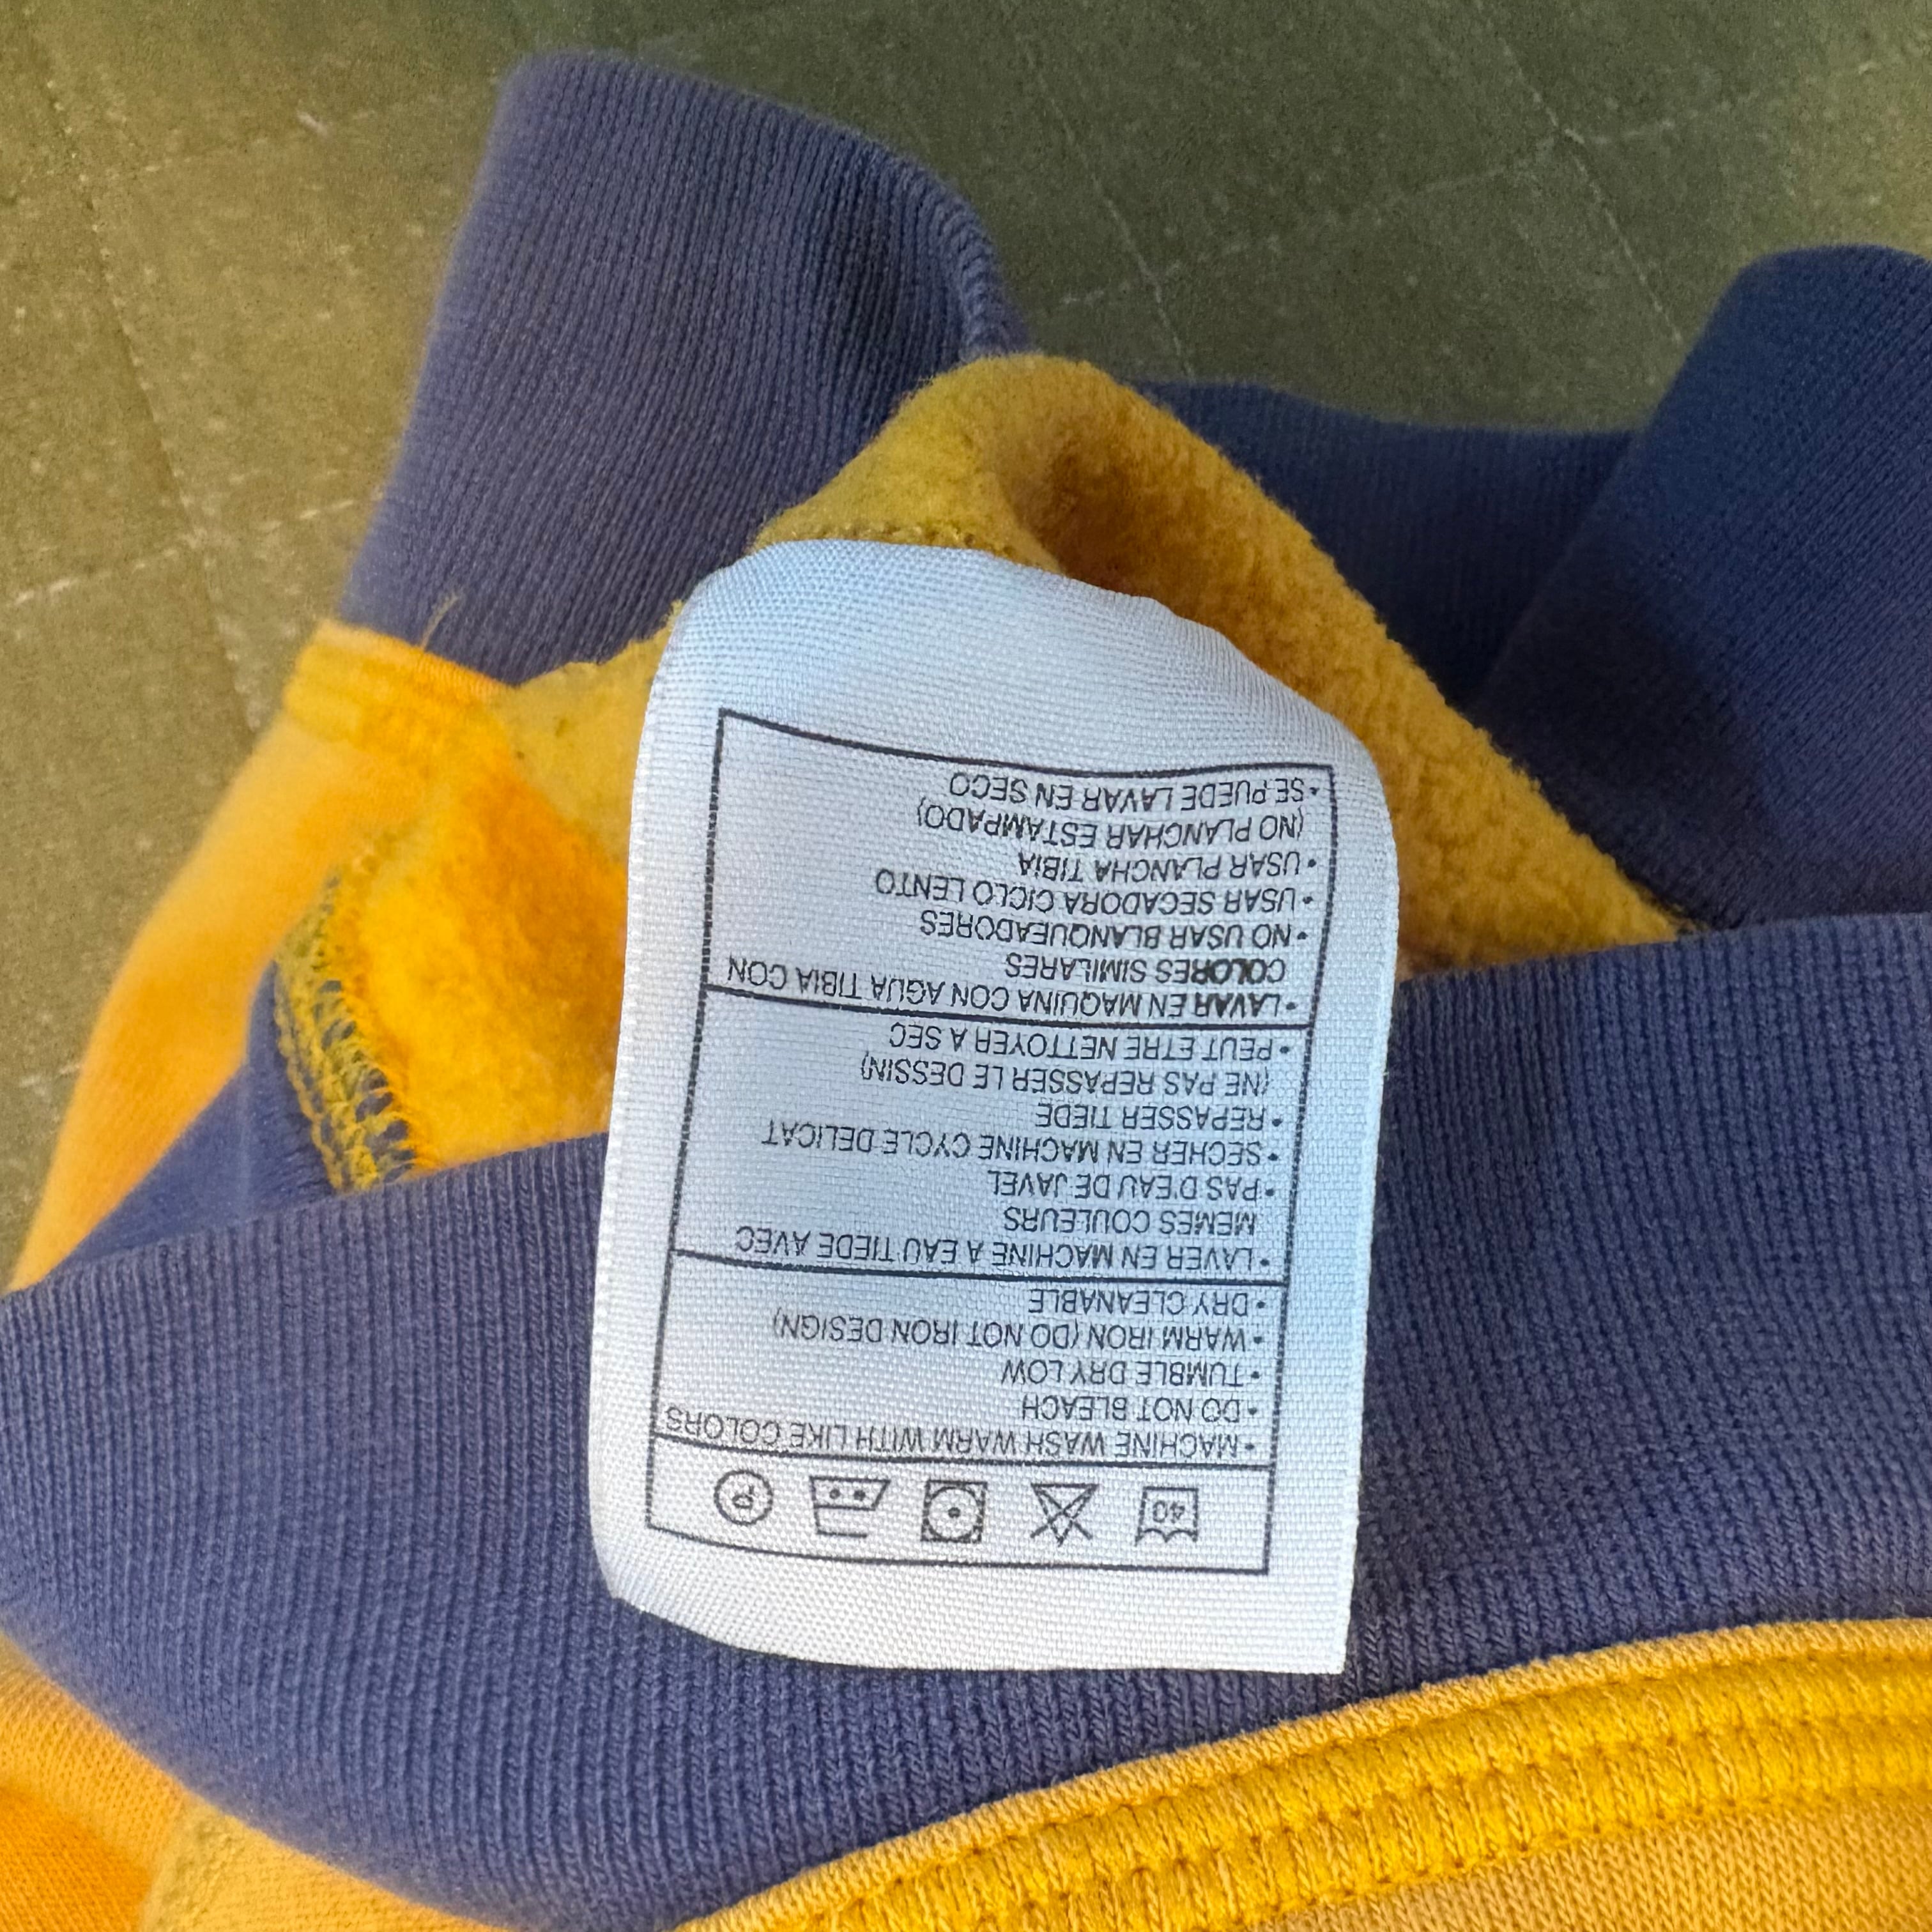 40 P
• MACHINE WASH WARM WITH LIKE COLORS
• DO NOT BLEACH
• TUMBLE DRY LOW
• WARM IRON (DO NOT IRON DESIGN)
• DRY CLEANABLE
• LAVER EN MACHINE A EAU TIEDE AVEC
MEMES COULEURS
• PAS D'EAU DE JAVEL
• SECHER EN MACHINE CYCLE DELICAT
• REPASSER TIEDE
(NE PAS REPASSER LE DESSIN)
• PEUT ETRE NETTOYER A SEC
• LAVAR EN MAQUINA CON AGUA TIBIA CON
COLORES SIMILARES
• NO USAR BLANQUEADORES
• USAR SECADORA CICLO LENTO
• USAR PLANCHA TIBIA
(NO PLANCHAR ESTAMPADO)
• SE PUEDE LAVAR EN SECO